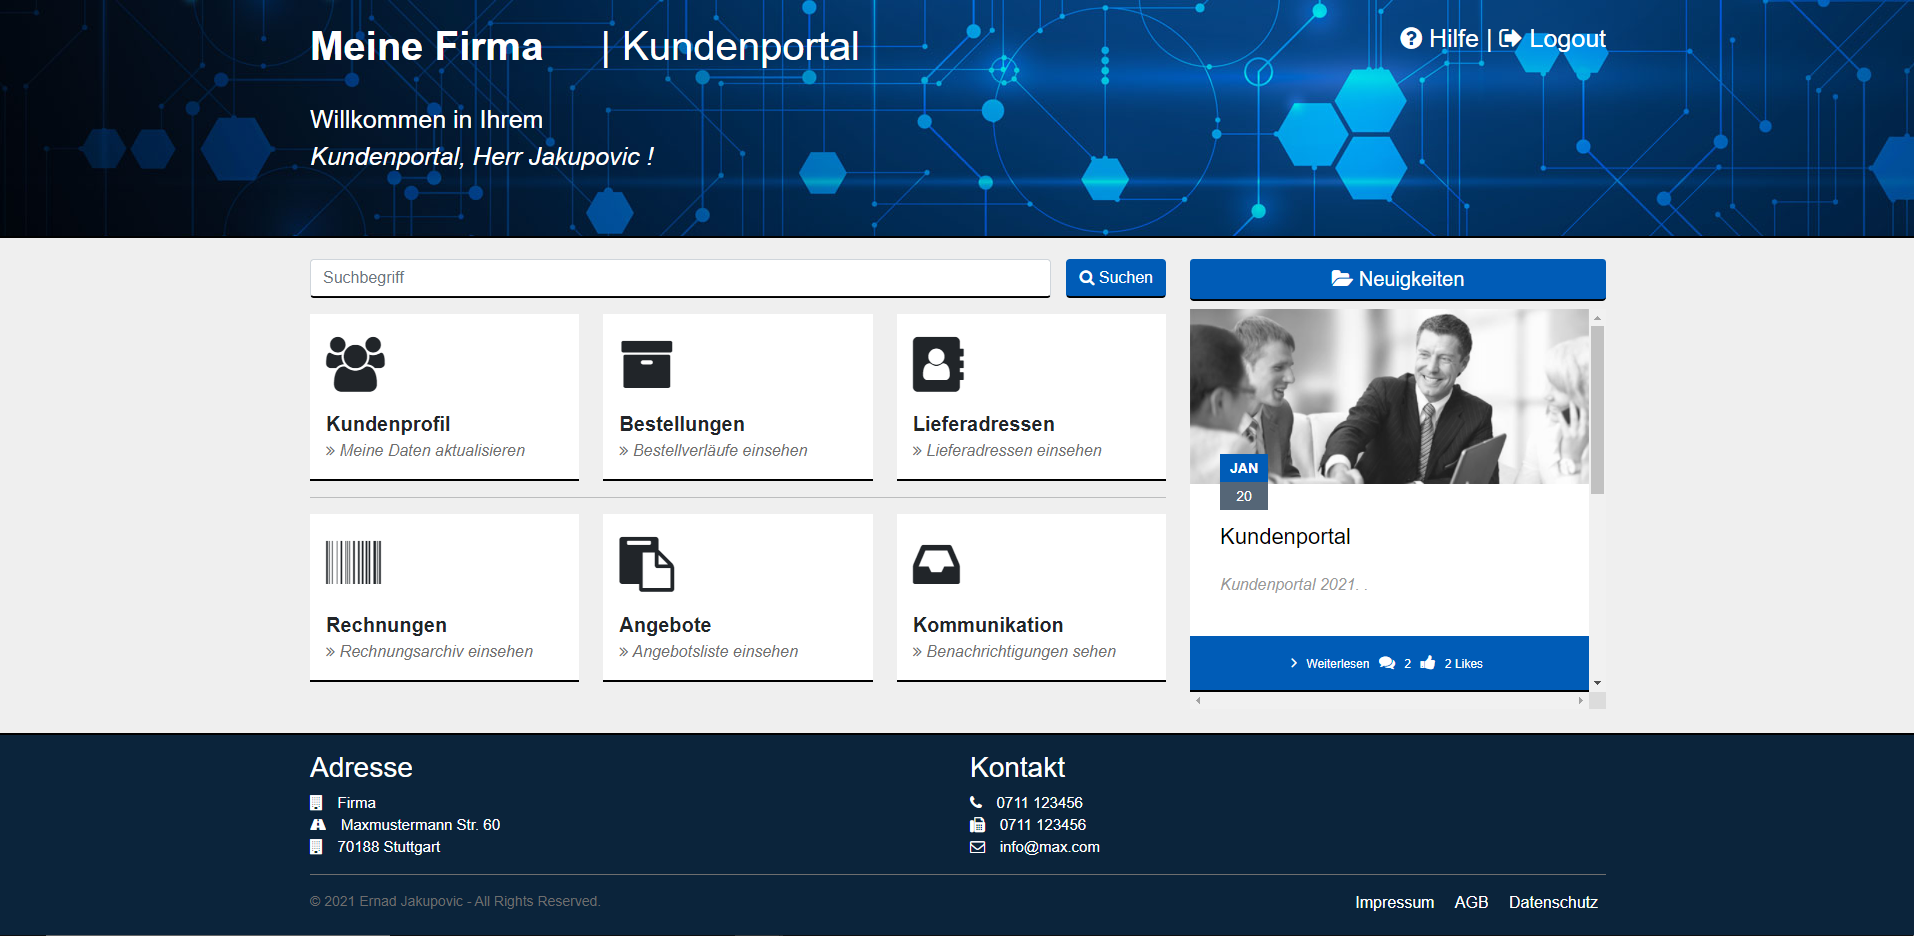 Meine Firma | Kundenportal
Hilfe | Logout
Willkommen in Ihrem
Kundenportal, Herr Jakupovic !
Suchbegriff
Suchen
Neuigkeiten
Kundenprofil
» Meine Daten aktualisieren
Bestellungen
» Bestellverläufe einsehen
Lieferadressen
» Lieferadressen einsehen
Rechnungen
» Rechnungsarchiv einsehen
Angebote
» Angebotsliste einsehen
Kommunikation
» Benachrichtigungen sehen
JAN
20
Kundenportal
Kundenportal 2021. .
Weiterlesen 2 2 Likes
Adresse
Firma
Maxmustermann Str. 60
70188 Stuttgart
Kontakt
0711 123456
0711 123456
info@max.com
© 2021 Ernad Jakupovic - All Rights Reserved.
Impressum AGB Datenschutz